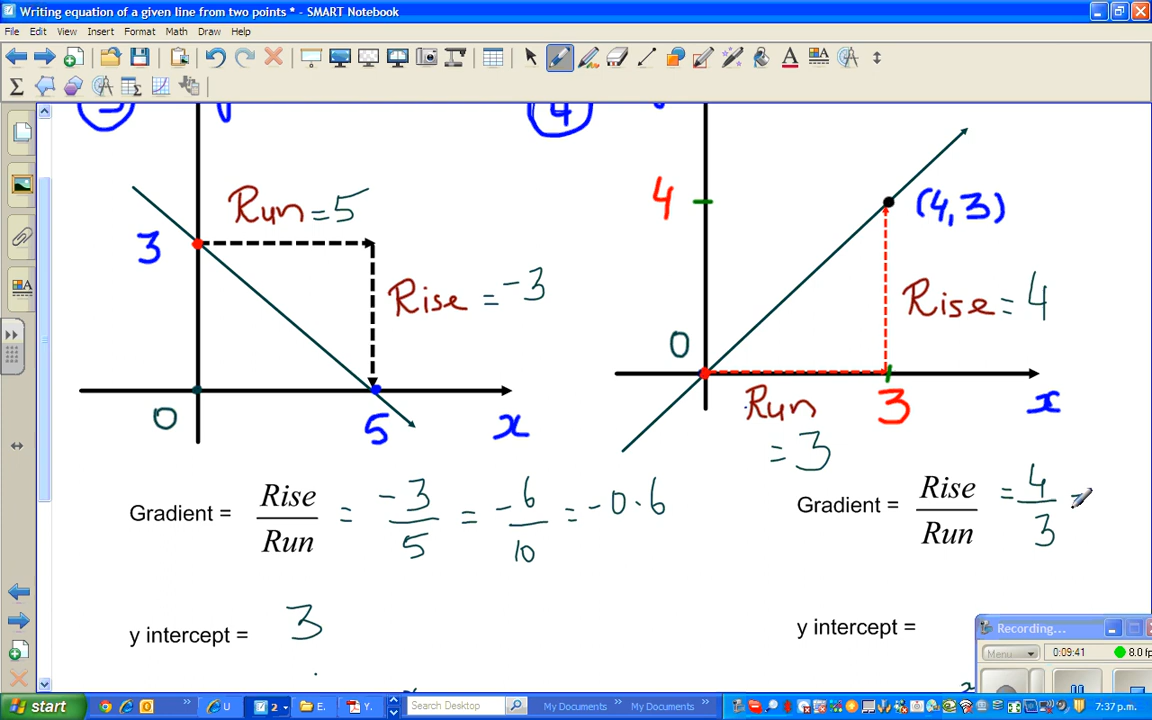 Writing equation of a given line from two points * - SMART Notebook
File Edit View Insert Format Math Draw Help
4
Run = 5
3
Rise = -3
0
5
x
4
(4,3)
Rise = 4
0
Run
= 3
3
x
Gradient = Rise/Run = -3/5 = -6/10 = -0.6
Gradient = Rise/Run = 4/3
y intercept = 3
y intercept =
Recording...
Menu
0:09:41
8.0 fp
start
U
2
E.
Y.
Search Desktop
My Documents
My Documents
7:37 p.m.